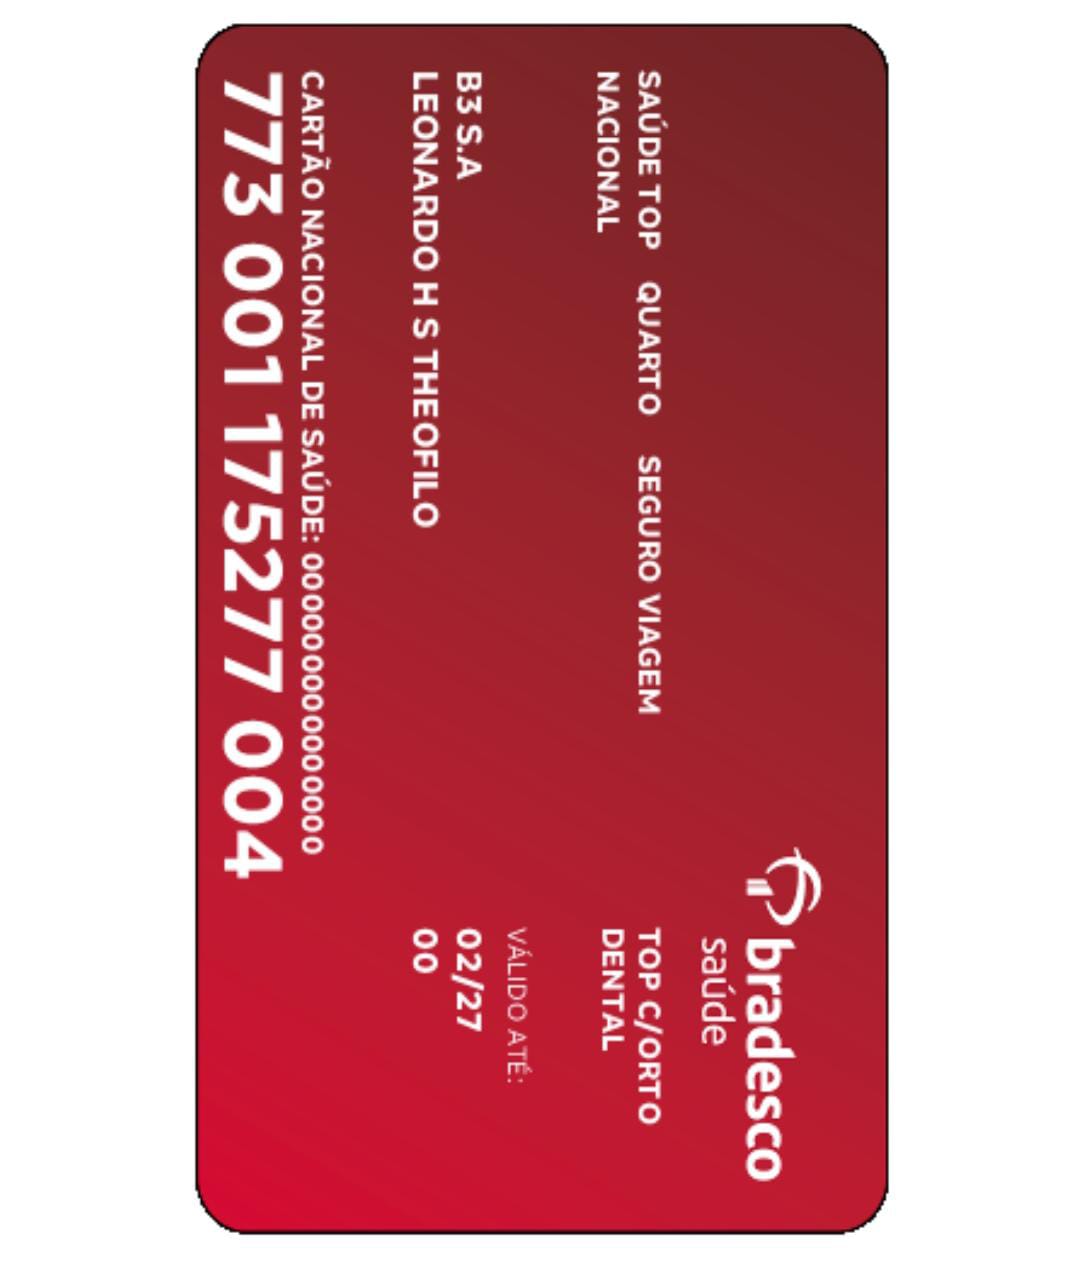 bradesco
saúde
SAÚDE TOP QUARTO SEGURO VIAGEM
NACIONAL
TOP C/ORTO
DENTAL
VÁLIDO ATÉ:
B3 S.A
02/27
LEONARDO H S THEOFILO
00
CARTÃO NACIONAL DE SAÚDE: 000000000000000
773 001 175277 004